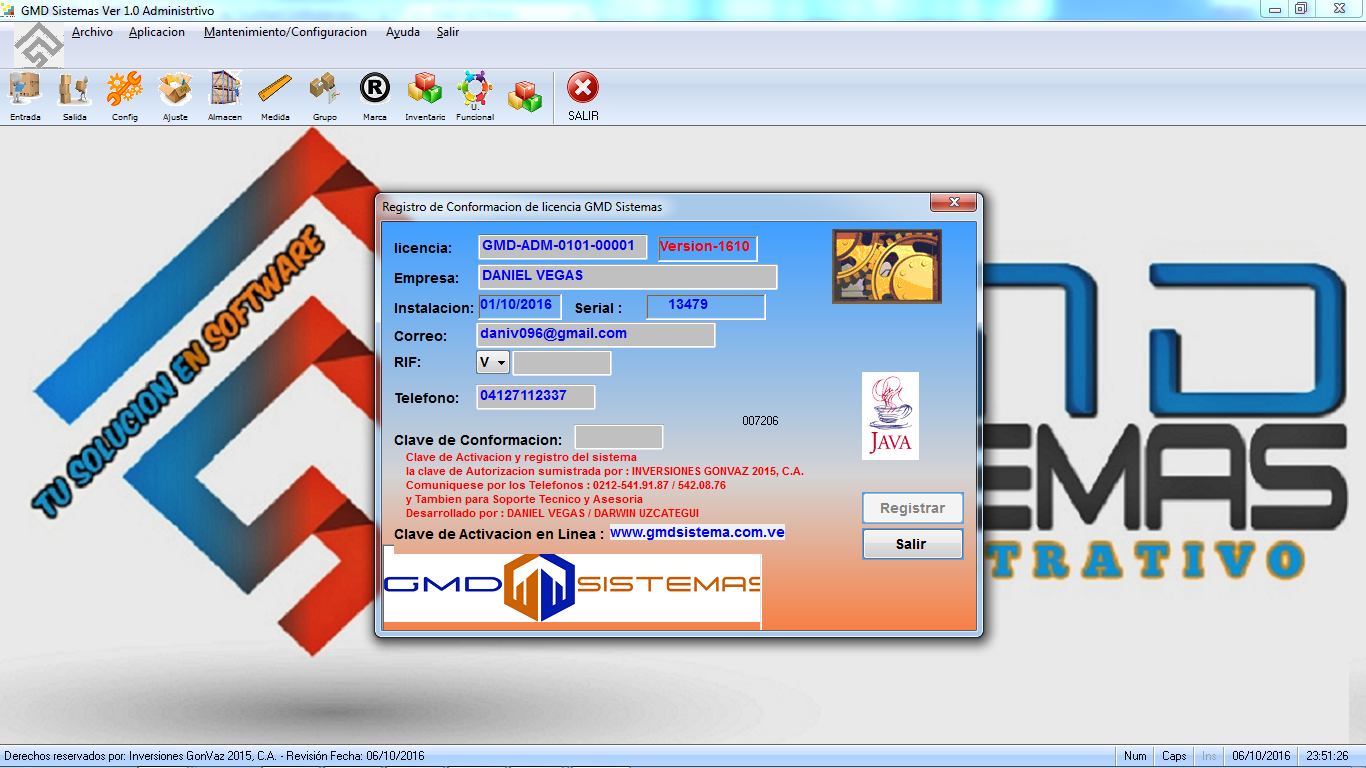 GMD Sistemas Ver 1.0 Administrtivo
Archivo Aplicacion Mantenimiento/Configuracion Ayuda Salir
Entrada Salida Config Ajuste Almacen Medida Grupo Marca Inventario U. Funcional SALIR
R
TU SOLUCION EN SOFTWARE
Registro de Conformacion de licencia GMD Sistemas
licencia: GMD-ADM-0101-00001 Version-1610
Empresa: DANIEL VEGAS
Instalacion: 01/10/2016 Serial : 13479
Correo: daniv096@gmail.com
RIF: V
Telefono: 04127112337
007206
JAVA
Clave de Conformacion:
Clave de Activacion y registro del sistema
la clave de Autorizacion sumistrada por : INVERSIONES GONVAZ 2015, C.A.
Comuniquese por los Telefonos : 0212-541.91.87 / 542.08.76
y Tambien para Soporte Tecnico y Asesoria
Desarrollado por : DANIEL VEGAS / DARWIN UZCATEGUI
Registrar
Clave de Activacion en Linea : www.gmdsistema.com.ve
Salir
GMD SISTEMAS
D
EMAS
TRATIVO
Derechos reservados por: Inversiones GonVaz 2015, C.A. - Revisión Fecha: 06/10/2016 Num Caps Ins 06/10/2016 23:51:26